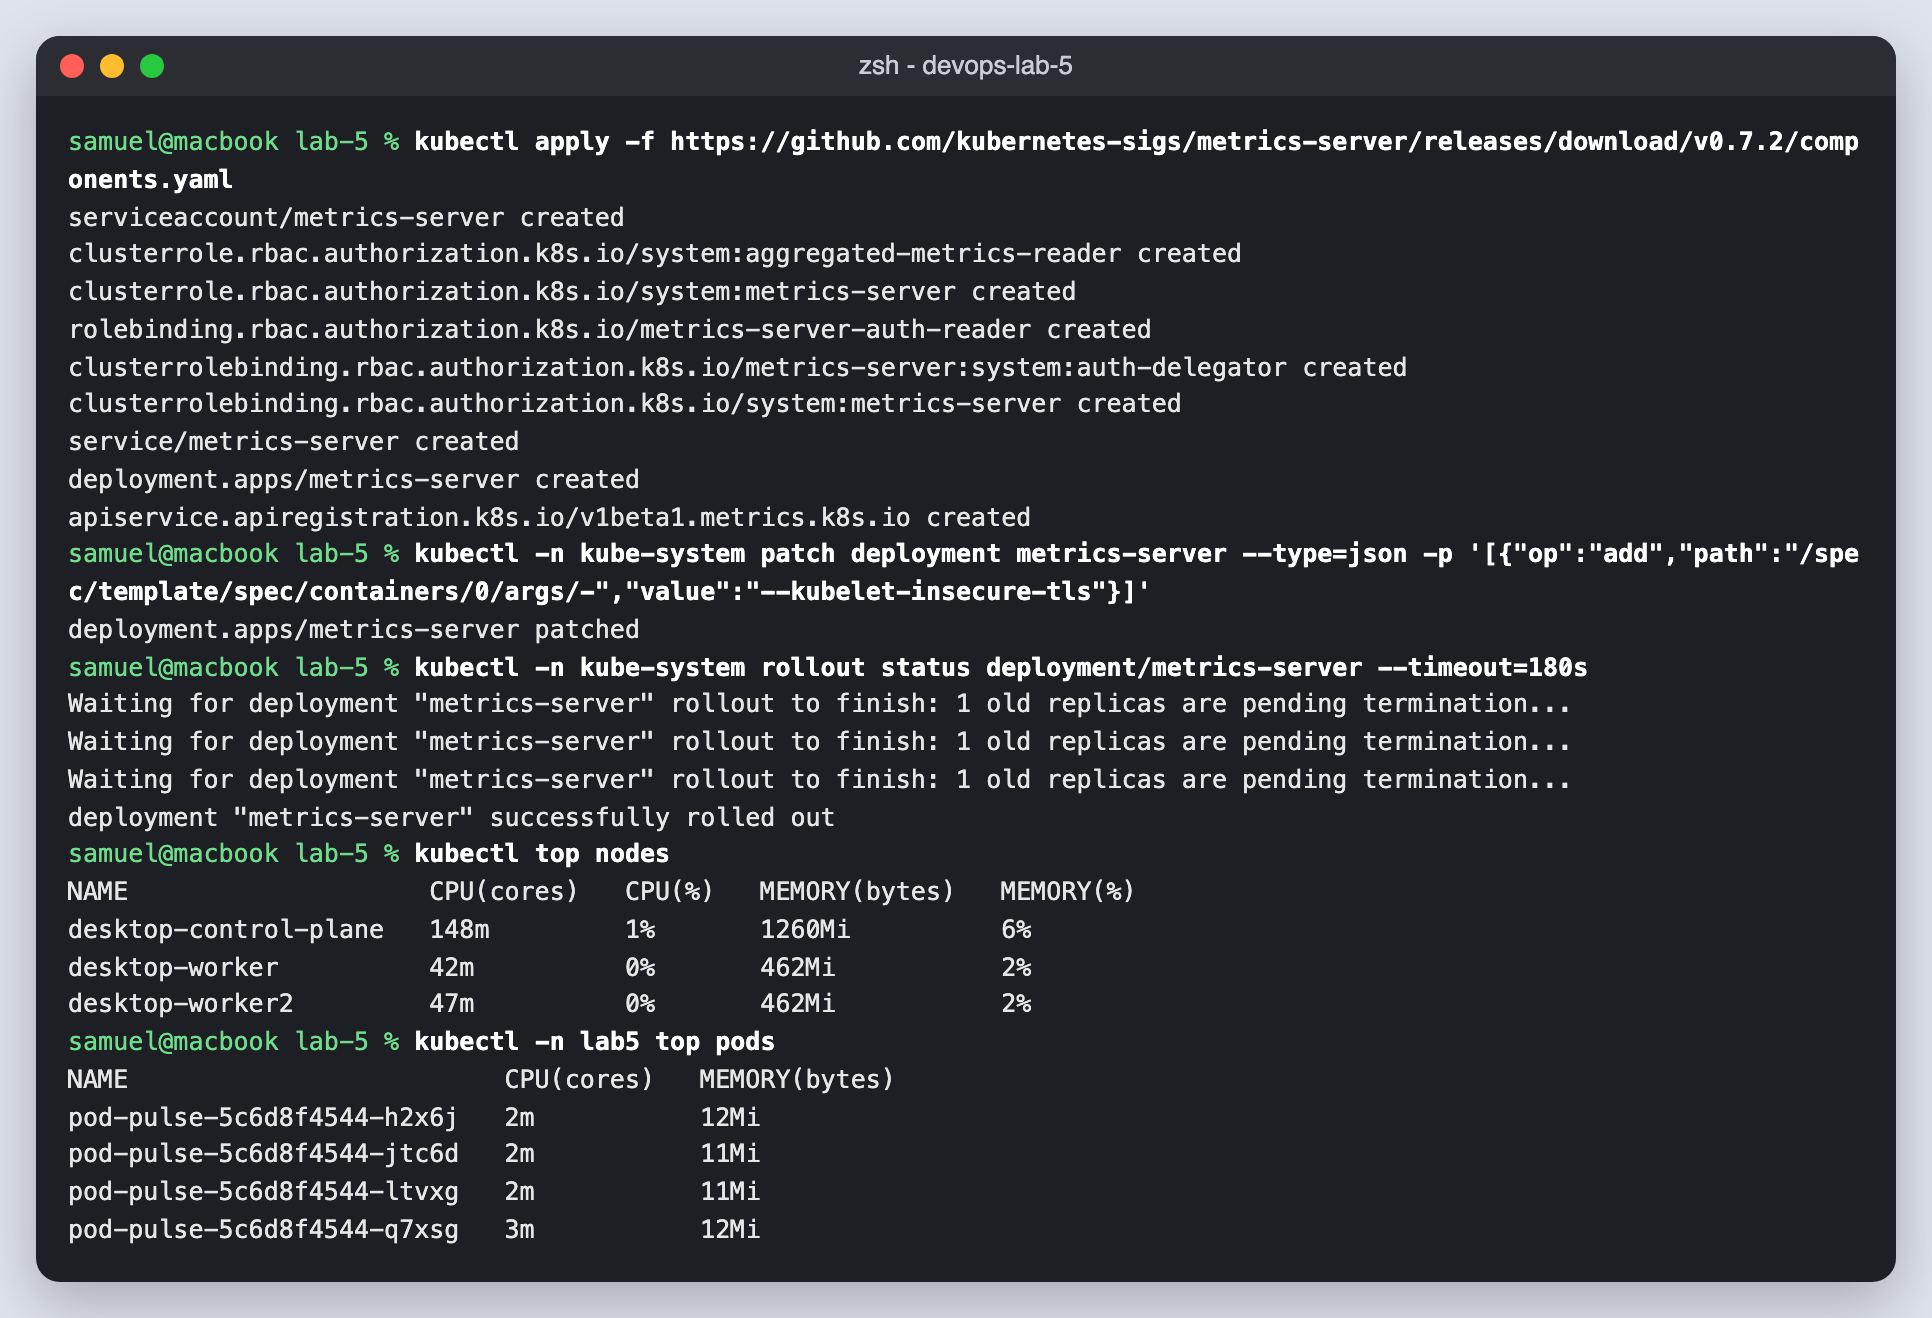 zsh - devops-lab-5
samuel@macbook lab-5 % kubectl apply -f https://github.com/kubernetes-sigs/metrics-server/releases/download/v0.7.2/comp
onents.yaml
serviceaccount/metrics-server created
clusterrole.rbac.authorization.k8s.io/system:aggregated-metrics-reader created
clusterrole.rbac.authorization.k8s.io/system:metrics-server created
rolebinding.rbac.authorization.k8s.io/metrics-server-auth-reader created
clusterrolebinding.rbac.authorization.k8s.io/metrics-server:system:auth-delegator created
clusterrolebinding.rbac.authorization.k8s.io/system:metrics-server created
service/metrics-server created
deployment.apps/metrics-server created
apiservice.apiregistration.k8s.io/v1beta1.metrics.k8s.io created
samuel@macbook lab-5 % kubectl -n kube-system patch deployment metrics-server --type=json -p '[{"op":"add","path":"/spe
c/template/spec/containers/0/args/-","value":"--kubelet-insecure-tls"}]'
deployment.apps/metrics-server patched
samuel@macbook lab-5 % kubectl -n kube-system rollout status deployment/metrics-server --timeout=180s
Waiting for deployment "metrics-server" rollout to finish: 1 old replicas are pending termination...
Waiting for deployment "metrics-server" rollout to finish: 1 old replicas are pending termination...
Waiting for deployment "metrics-server" rollout to finish: 1 old replicas are pending termination...
deployment "metrics-server" successfully rolled out
samuel@macbook lab-5 % kubectl top nodes
NAME                    CPU(cores)   CPU(%)   MEMORY(bytes)   MEMORY(%)
desktop-control-plane   148m         1%       1260Mi          6%
desktop-worker          42m          0%       462Mi           2%
desktop-worker2         47m          0%       462Mi           2%
samuel@macbook lab-5 % kubectl -n lab5 top pods
NAME                         CPU(cores)   MEMORY(bytes)
pod-pulse-5c6d8f4544-h2x6j   2m           12Mi
pod-pulse-5c6d8f4544-jtc6d   2m           11Mi
pod-pulse-5c6d8f4544-ltvxg   2m           11Mi
pod-pulse-5c6d8f4544-q7xsg   3m           12Mi